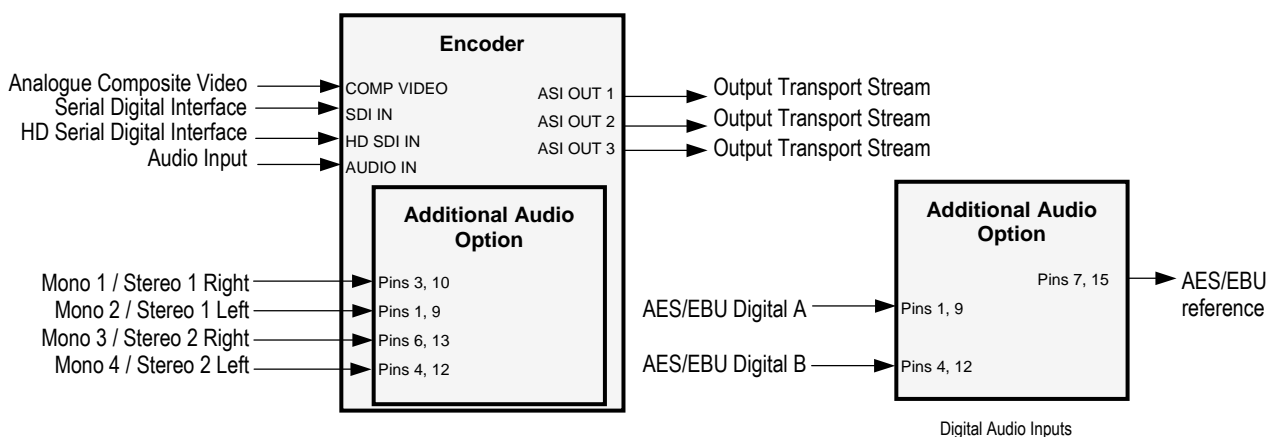 Encoder
Analogue Composite Video
Serial Digital Interface
HD Serial Digital Interface
Audio Input
COMP VIDEO
SDI IN
HD SDI IN
AUDIO IN
ASI OUT 1
ASI OUT 2
ASI OUT 3
Output Transport Stream
Output Transport Stream
Output Transport Stream
Additional Audio
Option
Mono 1 / Stereo 1 Right
Mono 2 / Stereo 1 Left
Mono 3 / Stereo 2 Right
Mono 4 / Stereo 2 Left
Pins 3, 10
Pins 1, 9
Pins 6, 13
Pins 4, 12
Additional Audio
Option
Pins 7, 15
AES/EBU
reference
AES/EBU Digital A
Pins 1, 9
AES/EBU Digital B
Pins 4, 12
Digital Audio Inputs